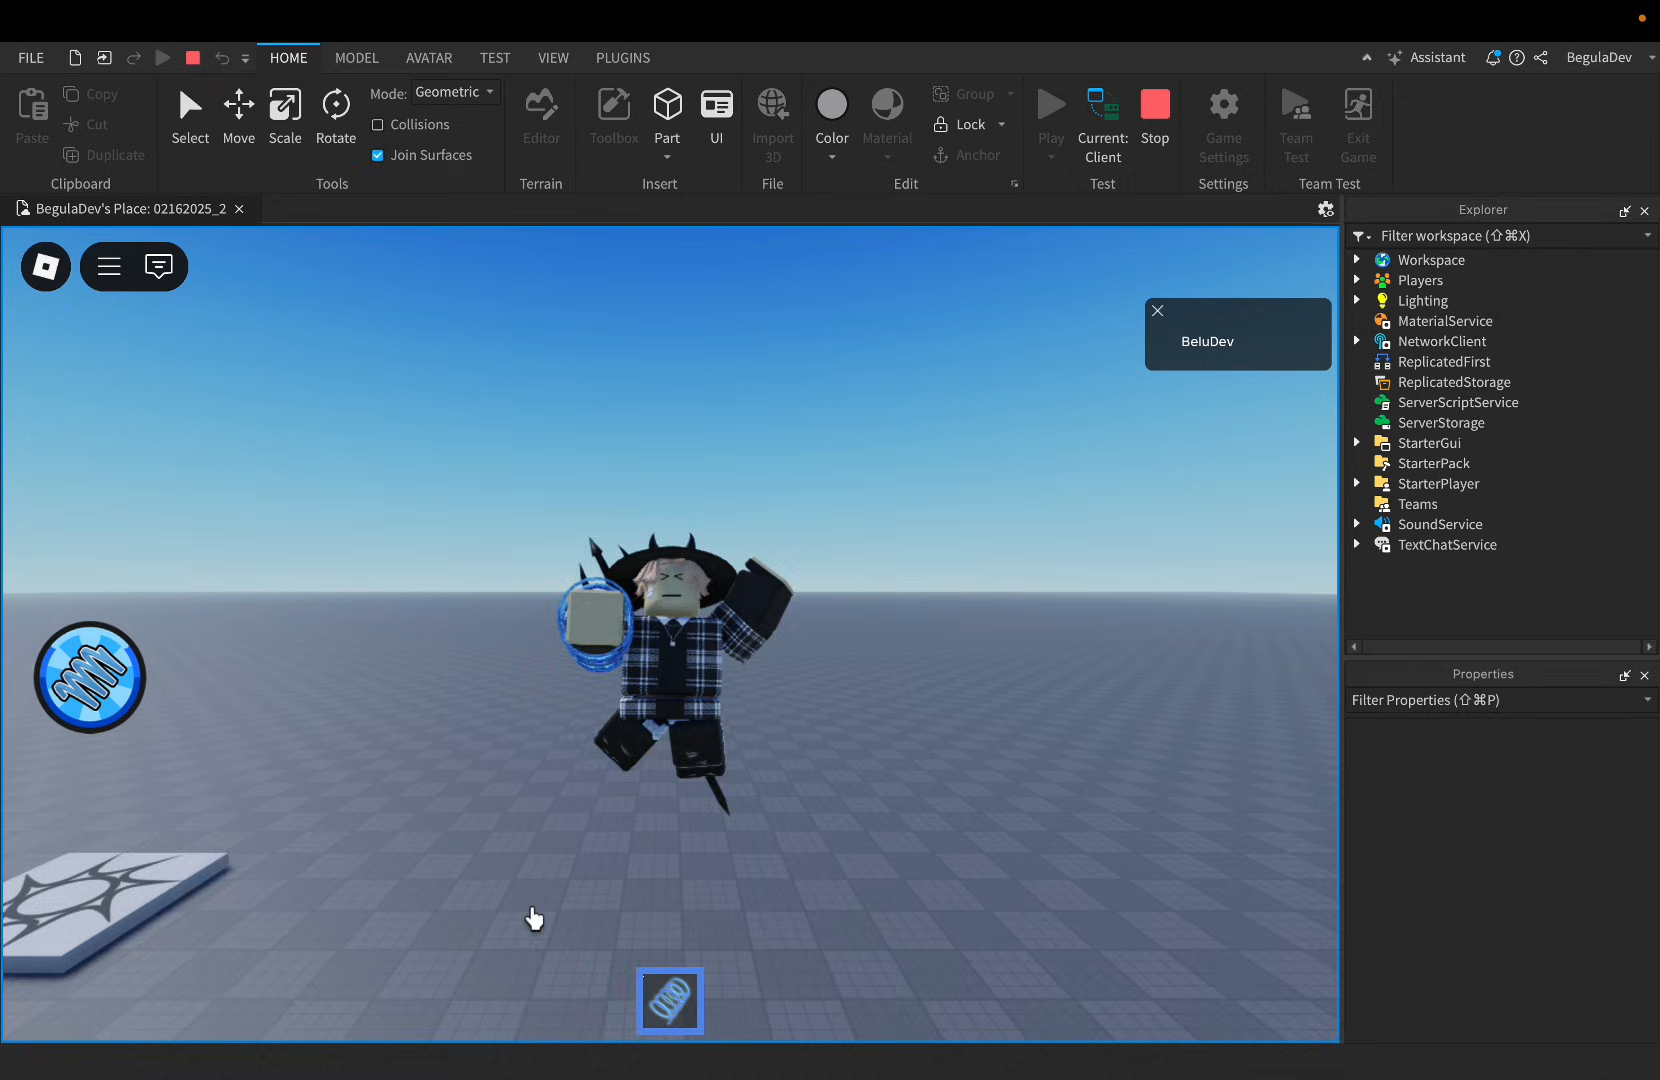 FILE HOME MODEL AVATAR TEST VIEW PLUGINS Assistant BegulaDev
Paste
Copy
Cut
Duplicate
Clipboard
Select Move Scale Rotate
Mode: Geometric
Collisions
Join Surfaces
Tools
Editor
Terrain
Toolbox Part UI
Insert
Import
3D
File
Color Material
Group
Lock
Anchor
Edit
Play Current:
Client
Stop
Test
Game
Settings
Settings
Team
Test
Exit
Game
Team Test
BegulaDev's Place: 02162025_2
BeluDev
Explorer
Filter workspace (⇧⌘X)
Workspace
Players
Lighting
MaterialService
NetworkClient
ReplicatedFirst
ReplicatedStorage
ServerScriptService
ServerStorage
StarterGui
StarterPack
StarterPlayer
Teams
SoundService
TextChatService
Properties
Filter Properties (⇧⌘P)